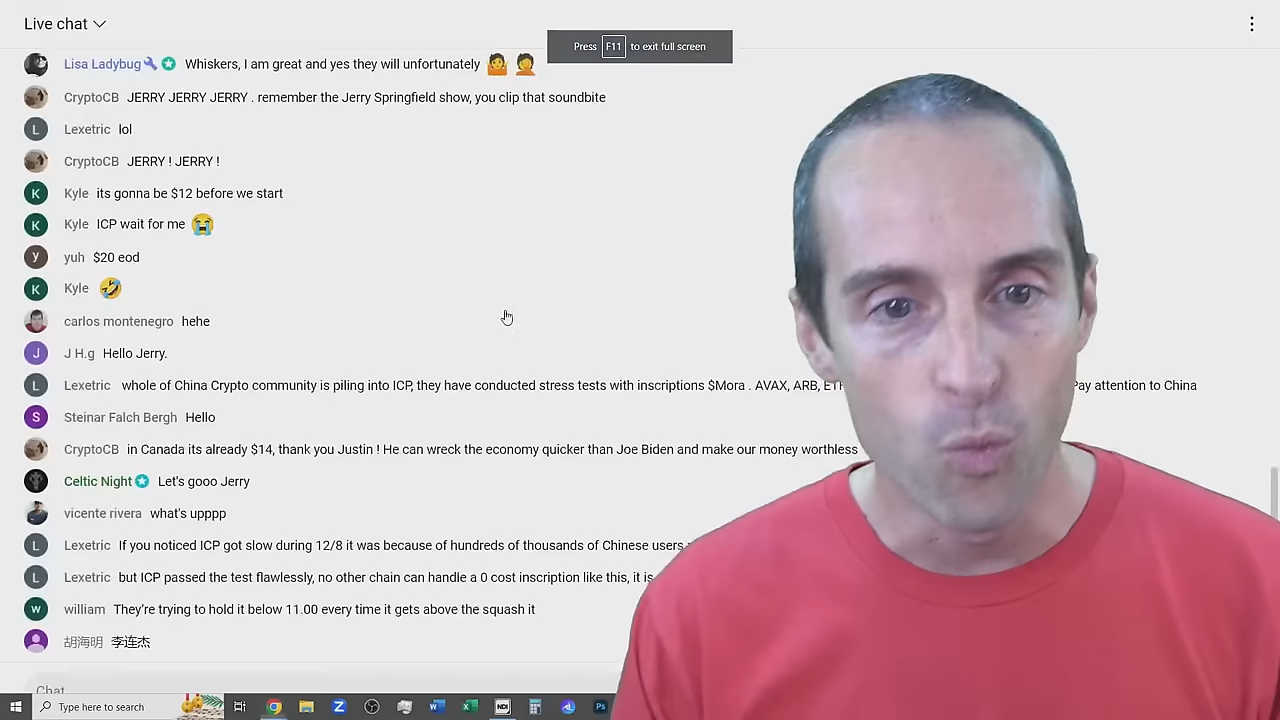 Live chat
Press F11 to exit full screen
Lisa Ladybug Whiskers, I am great and yes they will unfortunately
CryptoCB JERRY JERRY JERRY . remember the Jerry Springfield show, you clip that soundbite
L Lexetric lol
CryptoCB JERRY ! JERRY !
K Kyle its gonna be $12 before we start
K Kyle ICP wait for me 😭
y yuh $20 eod
K Kyle 🤣
carlos montenegro hehe
J J H.g Hello Jerry.
L Lexetric whole of China Crypto community is piling into ICP, they have conducted stress tests with inscriptions $Mora . AVAX, ARB, Pay attention to China
S Steinar Falch Bergh Hello
CryptoCB in Canada its already $14, thank you Justin ! He can wreck the economy quicker than Joe Biden and make our money worthless
Celtic Night Let's gooo Jerry
vicente rivera what's upppp
L Lexetric If you noticed ICP got slow during 12/8 it was because of hundreds of thousands of Chinese users
L Lexetric but ICP passed the test flawlessly, no other chain can handle a 0 cost inscription like this, it is
w william They're trying to hold it below 11.00 every time it gets above the squash it
胡海明 李连杰
Chat
Type here to search